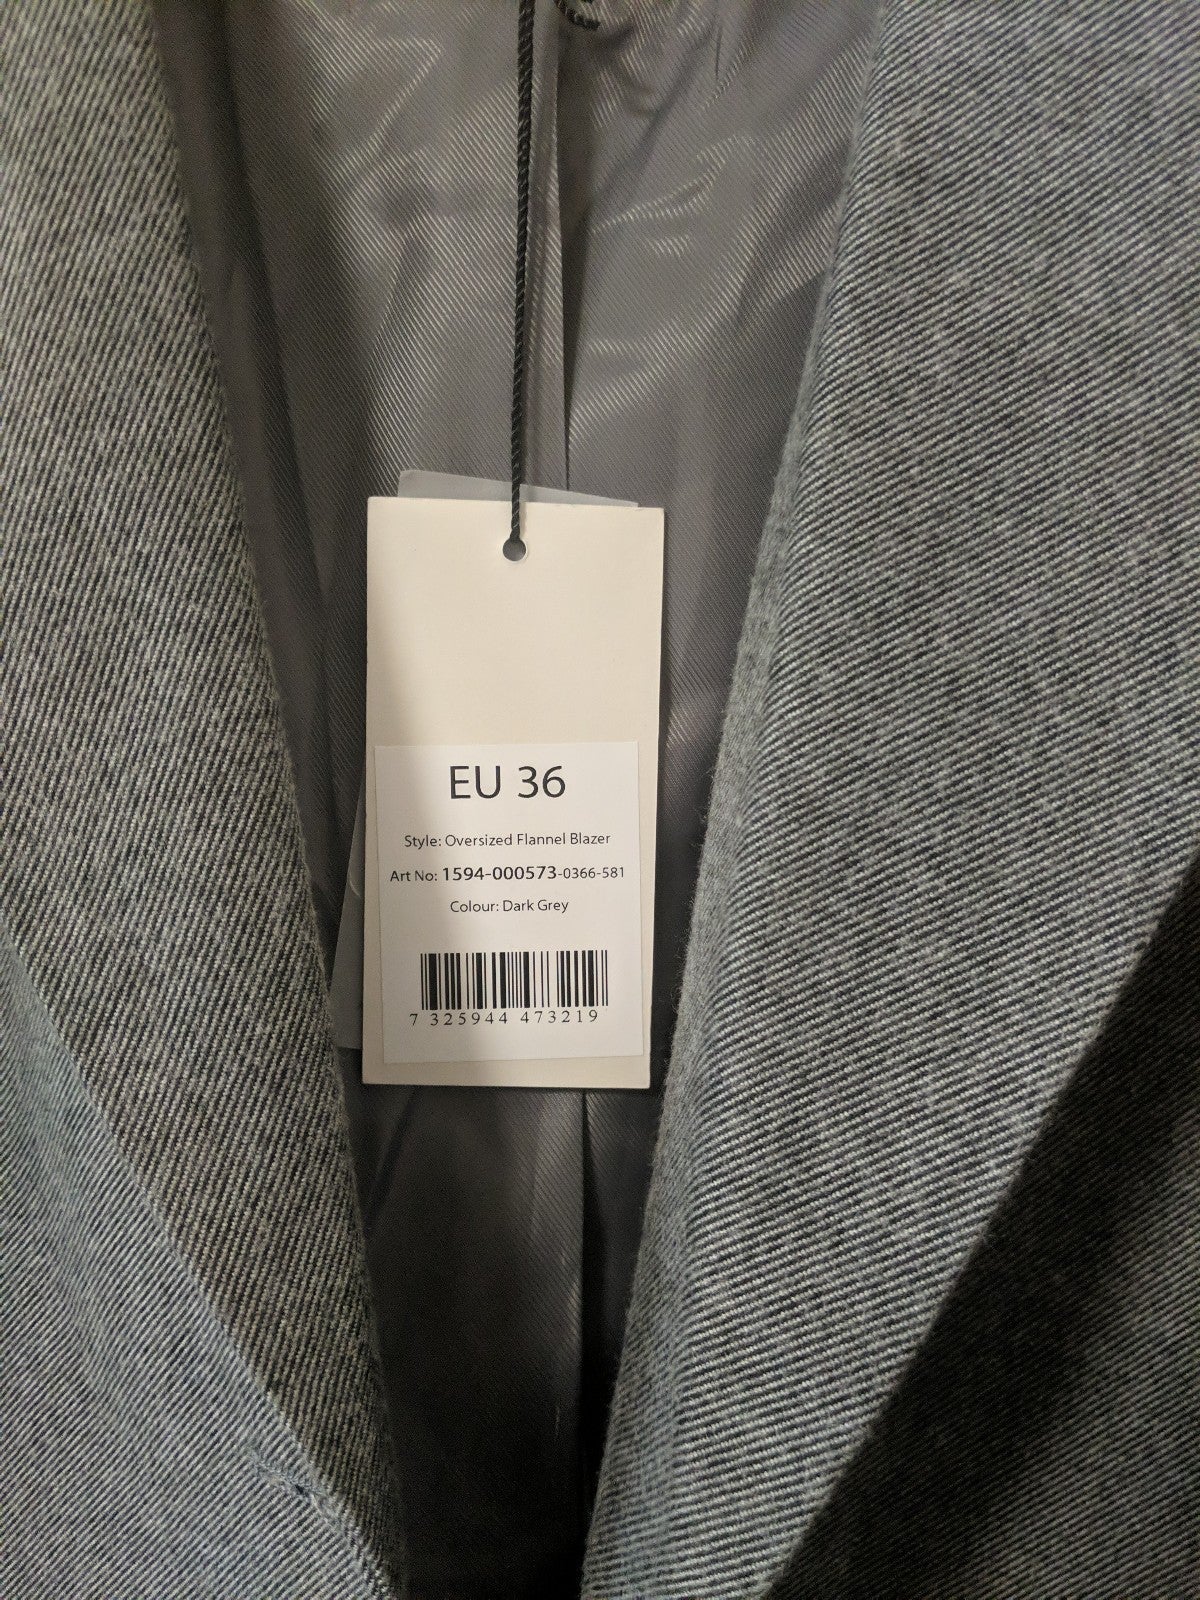 EU 36
Style: Oversized Flannel Blazer
Art No: 1594-000573-0366-581
Colour: Dark Grey
7 325944 473219